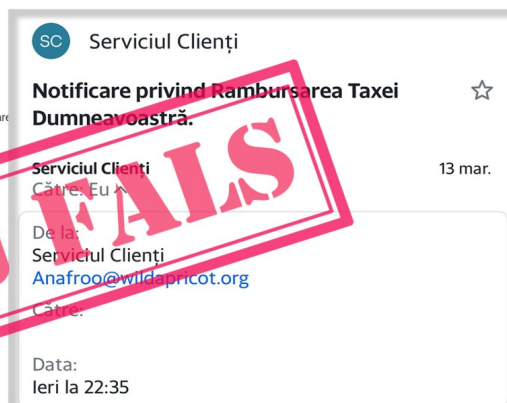 SC Serviciul Clienți
Notificare privind Rambursarea Taxei
Dumneavoastră.
Serviciul Clienți 13 mar.
Către: Eu
FALS
De la:
Serviciul Clienți
Anafroo@wildapricot.org
Către:
Data:
Ieri la 22:35